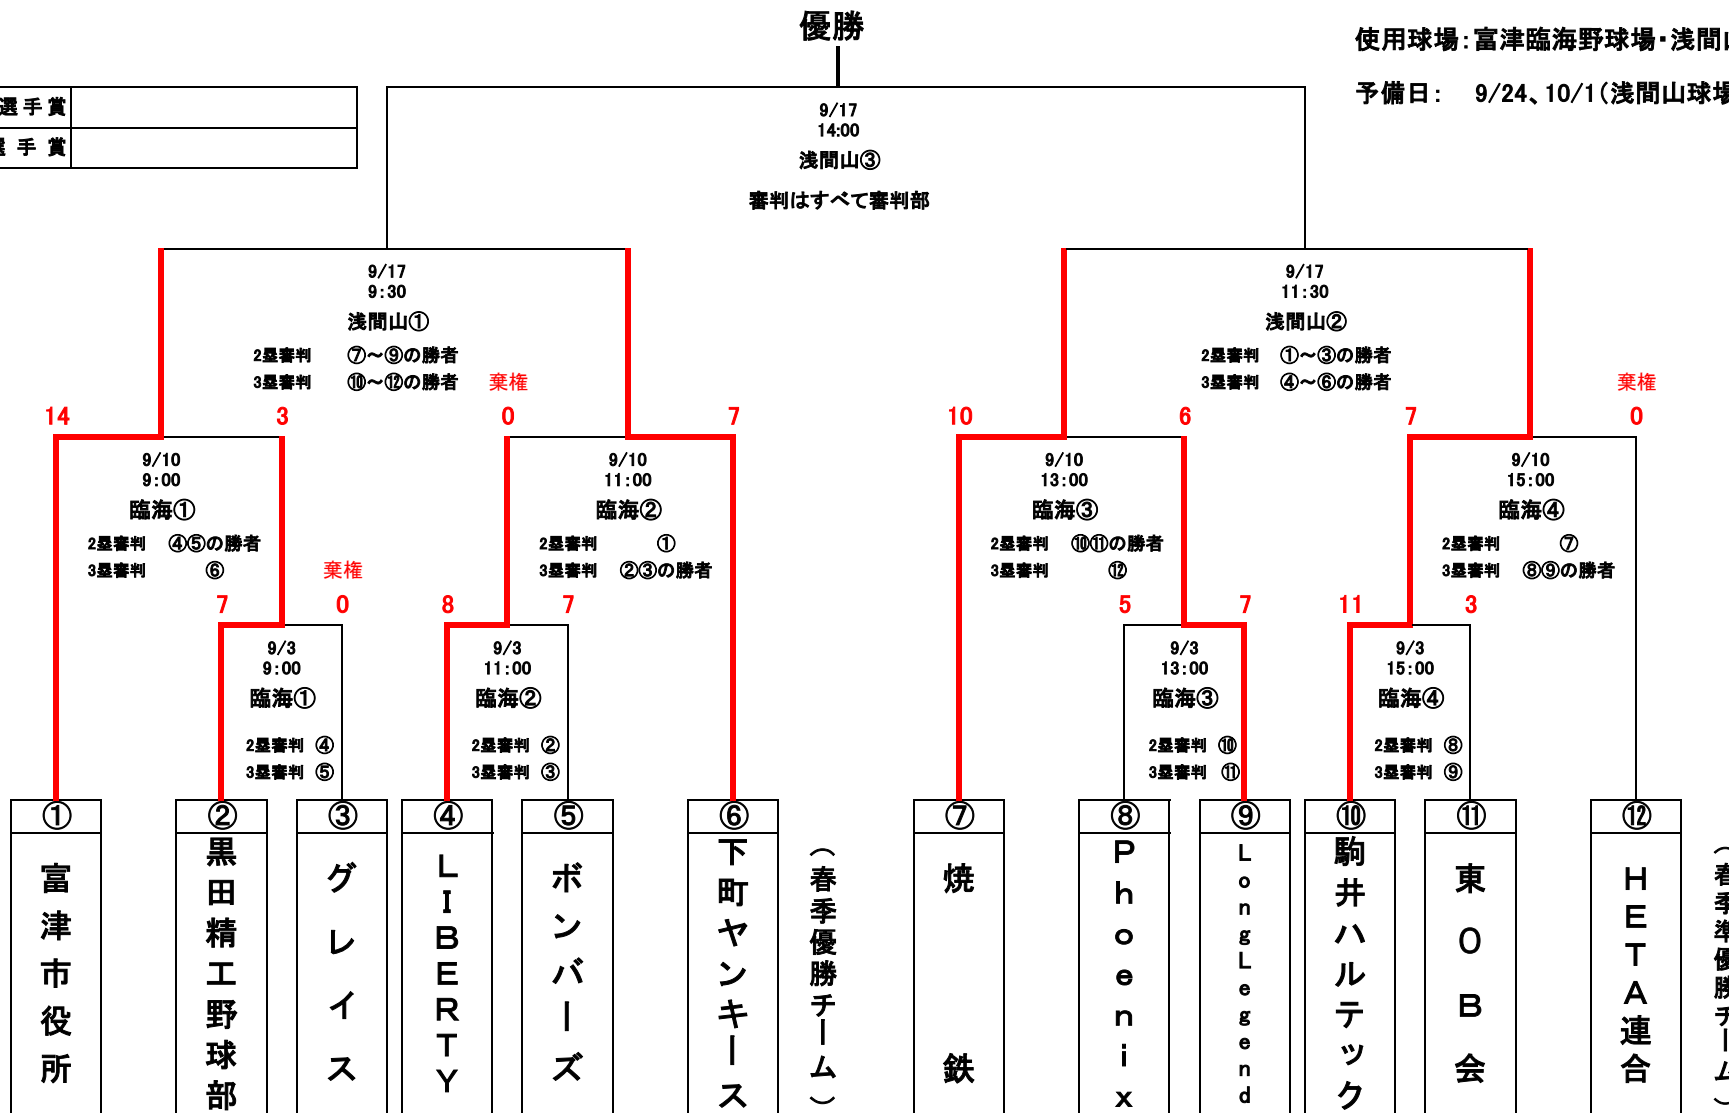 優勝
使用球場：富津臨海野球場・浅間
予備日：　9/24、10/1（浅間山球場
選手賞
手賞
9/17
14:00
浅間山③
審判はすべて審判部
9/17
9:30
浅間山①
2塁審判　⑦～⑨の勝者
3塁審判　⑩～⑫の勝者
9/17
11:30
浅間山②
2塁審判　①～③の勝者
3塁審判　④～⑥の勝者
棄権
棄権
14
3
0
7
10
6
7
0
9/10
9:00
臨海①
2塁審判　④⑤の勝者
3塁審判　⑥
9/10
11:00
臨海②
2塁審判　①
3塁審判　②③の勝者
9/10
13:00
臨海③
2塁審判　⑩⑪の勝者
3塁審判　⑫
9/10
15:00
臨海④
2塁審判　⑦
3塁審判　⑧⑨の勝者
棄権
7
0
8
7
5
7
11
3
9/3
9:00
臨海①
2塁審判　④
3塁審判　⑤
9/3
11:00
臨海②
2塁審判　②
3塁審判　③
9/3
13:00
臨海③
2塁審判　⑩
3塁審判　⑪
9/3
15:00
臨海④
2塁審判　⑧
3塁審判　⑨
①
富津市役所
②
黒田精工野球部
③
グレイス
④
LIBERTY
⑤
ボンバーズ
⑥
下町ヤンキース
（春季優勝チーム）
⑦
焼鉄
⑧
Phoenix
⑨
LongLegend
⑩
駒井ハルテック
⑪
東OB会
⑫
HETA連合
（春季準優勝チーム）